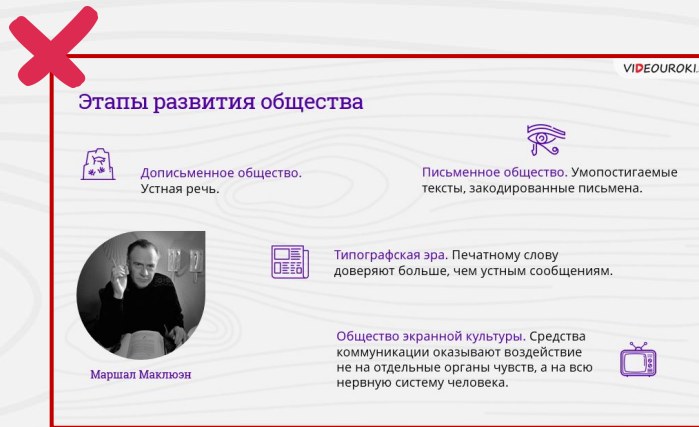 VIDEOUROKI.
Этапы развития общества
Дописьменное общество.
Устная речь.
Письменное общество. Умопостигаемые
тексты, закодированные письмена.
Типографская эра. Печатному слову
доверяют больше, чем устным сообщениям.
Общество экранной культуры. Средства
коммуникации оказывают воздействие
не на отдельные органы чувств, а на всю
нервную систему человека.
Маршал Маклюэн